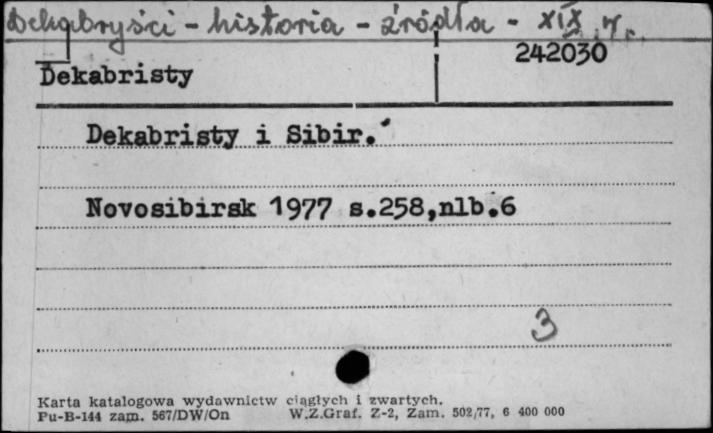 Dekabryści - historia - źródła - XIX w.
242030
Dekabristy
Dekabristy i Sibir.
Novosibirsk 1977 s.258,nlb.6
3
Karta katalogowa wydawnictw ciągłych i zwartych.
Pu-B-144 zam. 567/DW/On W.Z.Graf. Z-2, Zam. 502/77, 6 400 000